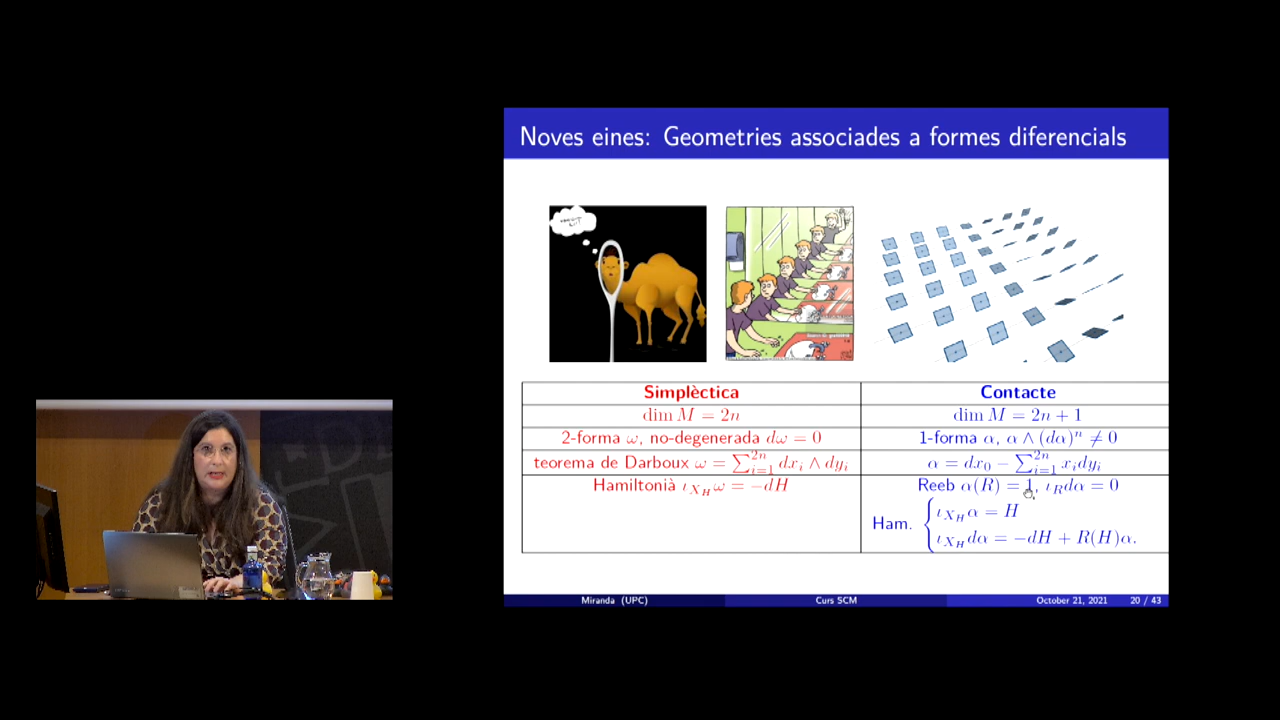 Noves eines: Geometries associades a formes diferencials
Simplèctica
Contacte
dim M = 2n
dim M = 2n + 1
2-forma ω, no-degenerada dω = 0
1-forma α, α ∧ (dα)ⁿ ≠ 0
teorema de Darboux ω = ∑_{i=1}^{2n} dx_i ∧ dy_i
α = dx_0 − ∑_{i=1}^{2n} x_i dy_i
Hamiltonià ι_{X_H} ω = −dH
Reeb α(R) = 1, ι_R dα = 0
Ham. { ι_{X_H} α = H
ι_{X_H} dα = −dH + R(H)α.
Miranda (UPC)
Curs SCM
October 21, 2021
20 / 43